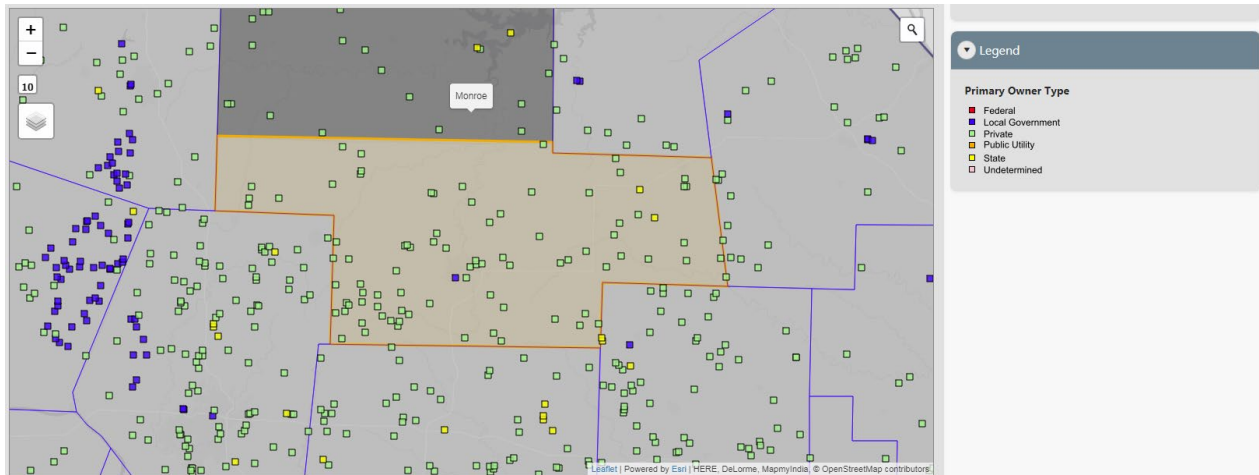 +
−
10
Monroe
Leaflet | Powered by Esri | HERE, DeLorme, MapmyIndia, © OpenStreetMap contributors
Legend
Primary Owner Type
Federal
Local Government
Private
Public Utility
State
Undetermined